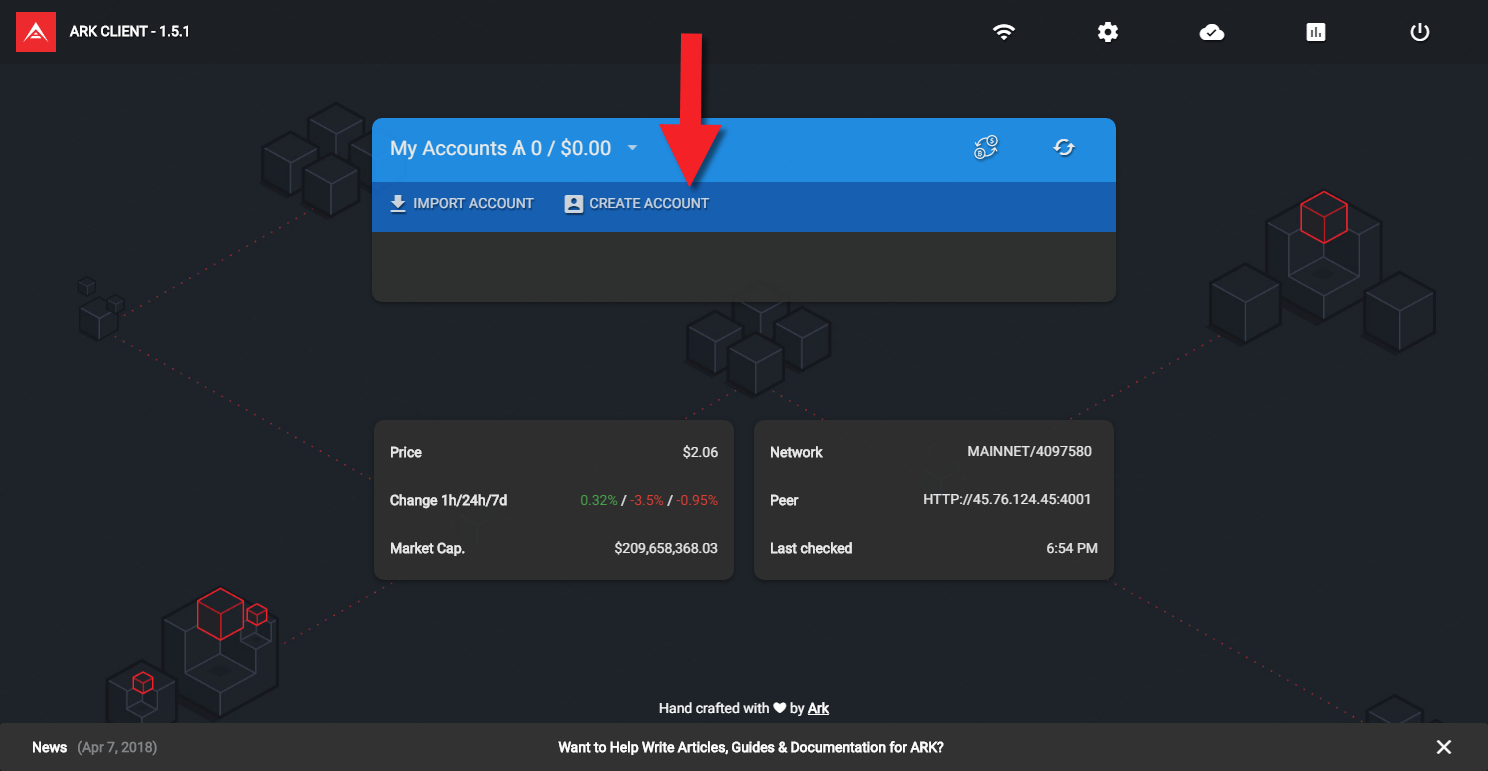 ARK CLIENT - 1.5.1
My Accounts Ѧ 0 / $0.00
IMPORT ACCOUNT CREATE ACCOUNT
Price $2.06
Change 1h/24h/7d 0.32% / -3.5% / -0.95%
Market Cap. $209,658,368.03
Network MAINNET/4097580
Peer HTTP://45.76.124.45:4001
Last checked 6:54 PM
Hand crafted with ♥ by Ark
News (Apr 7, 2018) Want to Help Write Articles, Guides & Documentation for ARK?